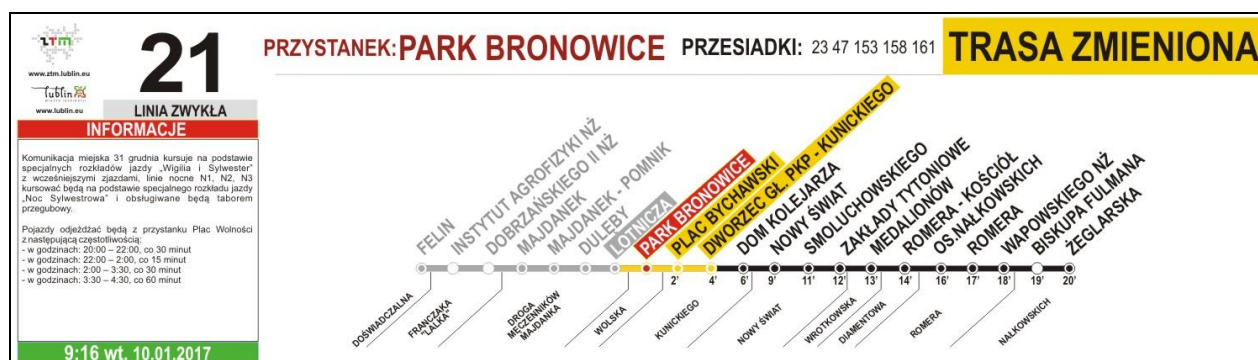 ZTM
www.ztm.lublin.eu
lublin
www.lublin.eu
21
LINIA ZWYKŁA
INFORMACJE
Komunikacja miejska 31 grudnia kursuje na podstawie
specjalnych rozkładów jazdy „Wigilia i Sylwester"
z wcześniejszymi zjazdami, linie nocne N1, N2, N3
kursować będą na podstawie specjalnego rozkładu jazdy
„Noc Sylwestrowa" i obsługiwane będą taborem
przegubowym.
Pojazdy odjeżdżać będą z przystanku Plac Wolności
z następującą częstotliwością:
- w godzinach: 20:00 – 22:00, co 30 minut
- w godzinach: 22:00 – 2:00, co 15 minut
- w godzinach: 2:00 – 3:30, co 30 minut
- w godzinach: 3:30 – 4:30, co 60 minut
9:16 wt. 10.01.2017
PRZYSTANEK: PARK BRONOWICE PRZESIADKI: 23 47 153 158 161 TRASA ZMIENIONA
FELIN
INSTYTUT AGROFIZYKI NŻ
DOBRZAŃSKIEGO II NŻ
MAJDANEK
MAJDANEK - POMNIK
DULĘBY
LOTNICZA
PARK BRONOWICE
PLAC BYCHAWSKI
DWORZEC GŁ. PKP - KUNICKIEGO
DOM KOLEJARZA
NOWY ŚWIAT
SMOLUCHOWSKIEGO
ZAKŁADY TYTONIOWE
MEDALIONÓW
ROMERA - KOŚCIÓŁ
OS.NAŁKOWSKICH
ROMERA
WAPOWSKIEGO NŻ
BISKUPA FULMANA
ŻEGLARSKA
2' 4' 6' 9' 11' 12' 13' 14' 16' 17' 18' 19' 20'
DOŚWIADCZALNA
FRANCZAKA
"LALKA"
DROGA
MĘCZENNIKÓW
MAJDANKA
WOLSKA
KUNICKIEGO
NOWY ŚWIAT
WROTKOWSKA
DIAMENTOWA
ROMERA
NAŁKOWSKICH